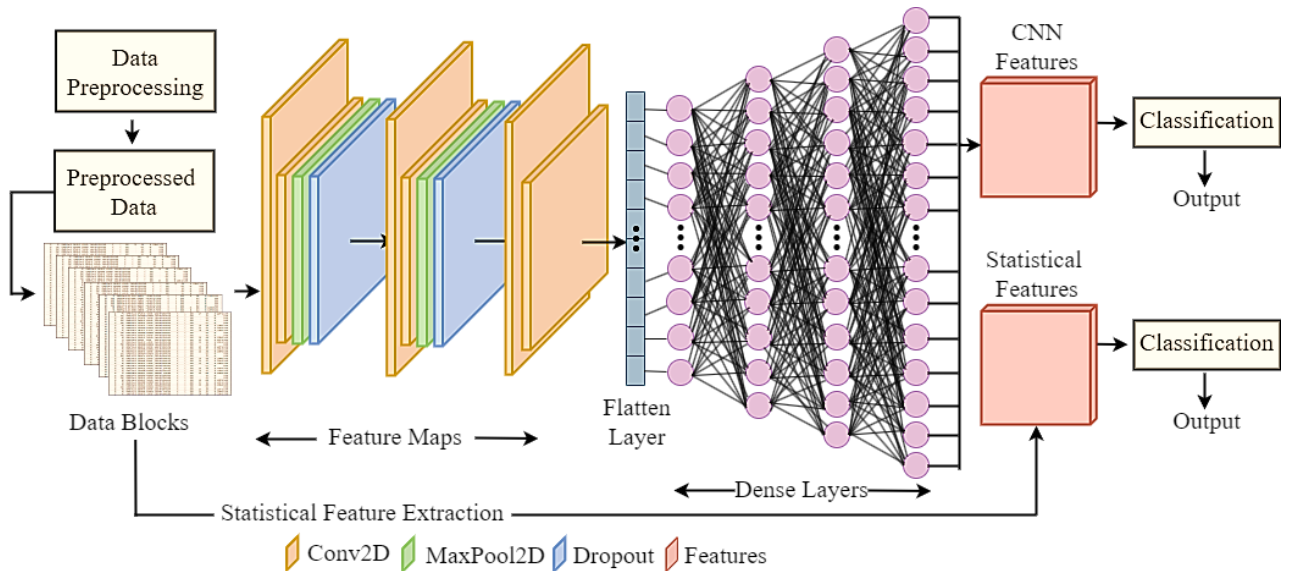 Data
Preprocessing
Preprocessed
Data
Data Blocks
Feature Maps
Flatten
Layer
Dense Layers
CNN
Features
Classification
Output
Statistical
Features
Classification
Output
Statistical Feature Extraction
Conv2D
MaxPool2D
Dropout
Features